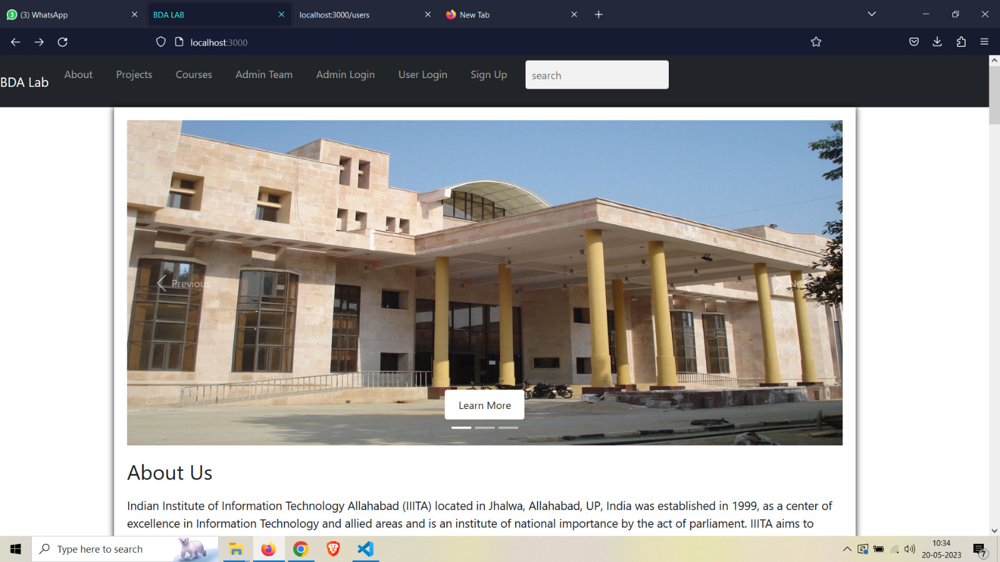 (3) WhatsApp
BDA LAB
localhost:3000/users
New Tab
localhost:3000
BDA Lab
About
Projects
Courses
Admin Team
Admin Login
User Login
Sign Up
search
Previous
Learn More
About Us
Indian Institute of Information Technology Allahabad (IIITA) located in Jhalwa, Allahabad, UP, India was established in 1999, as a center of
excellence in Information Technology and allied areas and is an institute of national importance by the act of parliament. IIITA aims to
Type here to search
10:34
20-05-2023
7